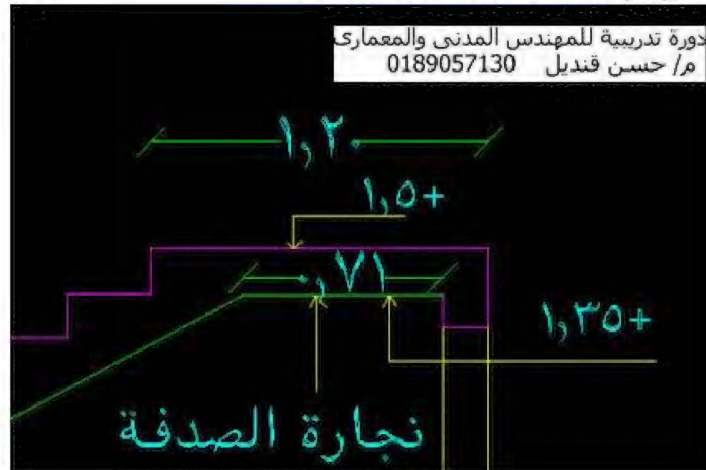 دورة تدريبية للمهندس المدنى والمعمارى
م/ حسن قنديل 0189057130
١,٢٠
١,٥+
٠,٧١
١,٣٥+
نجارة الصدفة